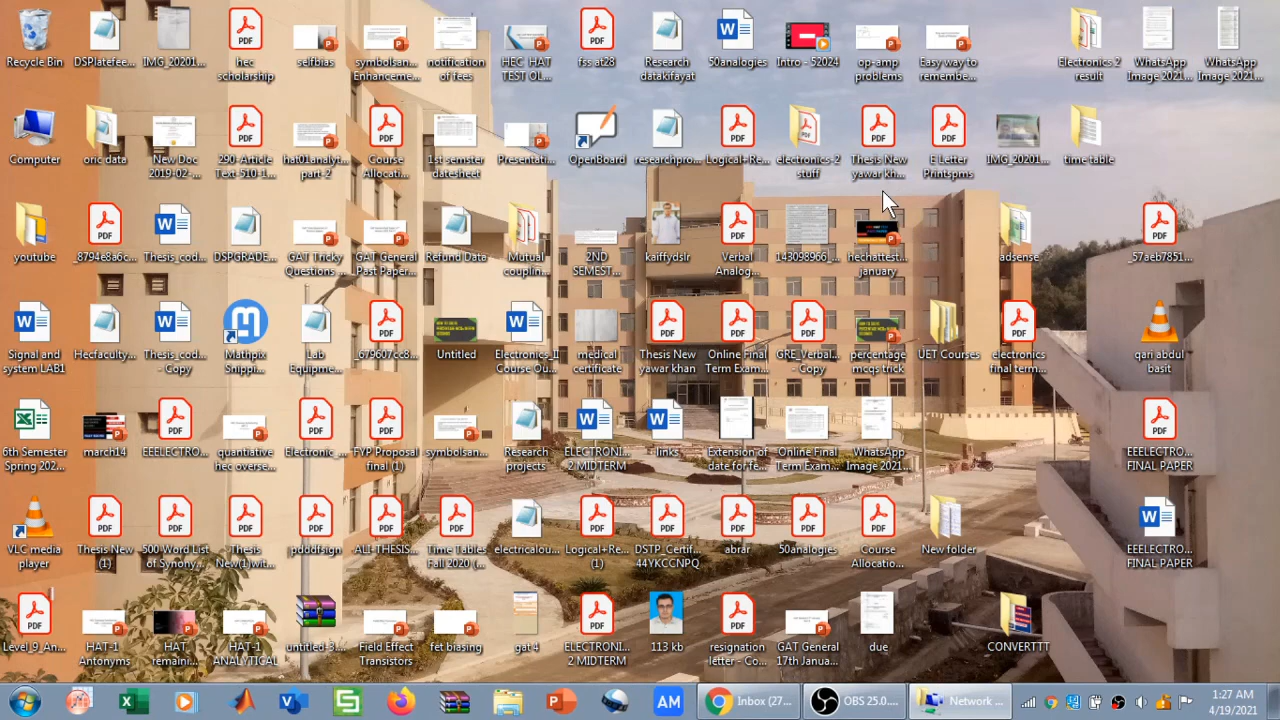 Recycle Bin
DSPlatefee...
IMG_20201...
hec
scholarship
selfbias
symbolsan...
Enhanceme...
notification
of fees
HEC HAT
TEST OL...
fss at28
Research
datakifayat
50analogies
Intro - 52024
op-amp
problems
Easy way to
remembe...
Electronics 2
result
WhatsApp
Image 2021...
WhatsApp
Image 2021...
Computer
oric data
New Doc
2019-02-...
290-Article
Text-510-1...
hat01analyt...
part-2
Course
Allocati...
1st semster
datesheet
Presentati...
OpenBoard
researchpro...
Logical+Re...
electronics-2
stuff
Thesis New
yawar kh...
E Letter
Printspms
IMG_20201...
time table
youtube
_8794e8a6c...
Thesis_cod...
DSPGRADE...
GAT Tricky
Questions ...
GAT General
Past Paper...
Refund Data
Mutual
couplin...
2ND
SEMEST...
kaiffydslr
Verbal
Analog...
143098966_...
hechattest...
january
adsense
_57aeb7851...
Signal and
system LAB1
Hecfaculty...
Thesis_cod...
- Copy
Mathpix
Snippi...
Lab
Equipme...
_679607cc8...
Untitled
Electronics_II
Course Ou...
medical
certificate
Thesis New
yawar khan
Online Final
Term Exam...
GRE_Verbal...
- Copy
percentage
mcqs trick
UET Courses
electronics
final term...
qari abdul
basit
6th Semester
Spring 202...
march14
EEELECTRO...
quantiative
hec overse...
Electronic_...
FYP Proposal
final (1)
symbolsan...
Research
projects
ELECTRONI...
2 MIDTERM
links
Extension of
date for fe...
Online Final
Term Exam...
WhatsApp
Image 2021...
EEELECTRO...
FINAL PAPER
VLC media
player
Thesis New
(1)
500 Word List
of Synony...
Thesis
New(1)wit...
pdddfsign
ALI-THESIS...
Time Tables
Fall 2020 (...
electricalou...
Logical+Re...
(1)
DSTP_Certif...
44YKCCNPQ
abrar
50analogies
Course
Allocatio...
New folder
EEELECTRO...
FINAL PAPER
Level_9_An...
HAT-1
Antonyms
HAT
remaini...
HAT-1
ANALYTICAL
untitled-3....
Field Effect
Transistors
fet biasing
gat 4
ELECTRONI...
2 MIDTERM
113 kb
resignation
letter - Co...
GAT General
17th Janua...
due
CONVERTTT
AM
Inbox (27...
OBS 25.0....
Network ...
1:27 AM
4/19/2021